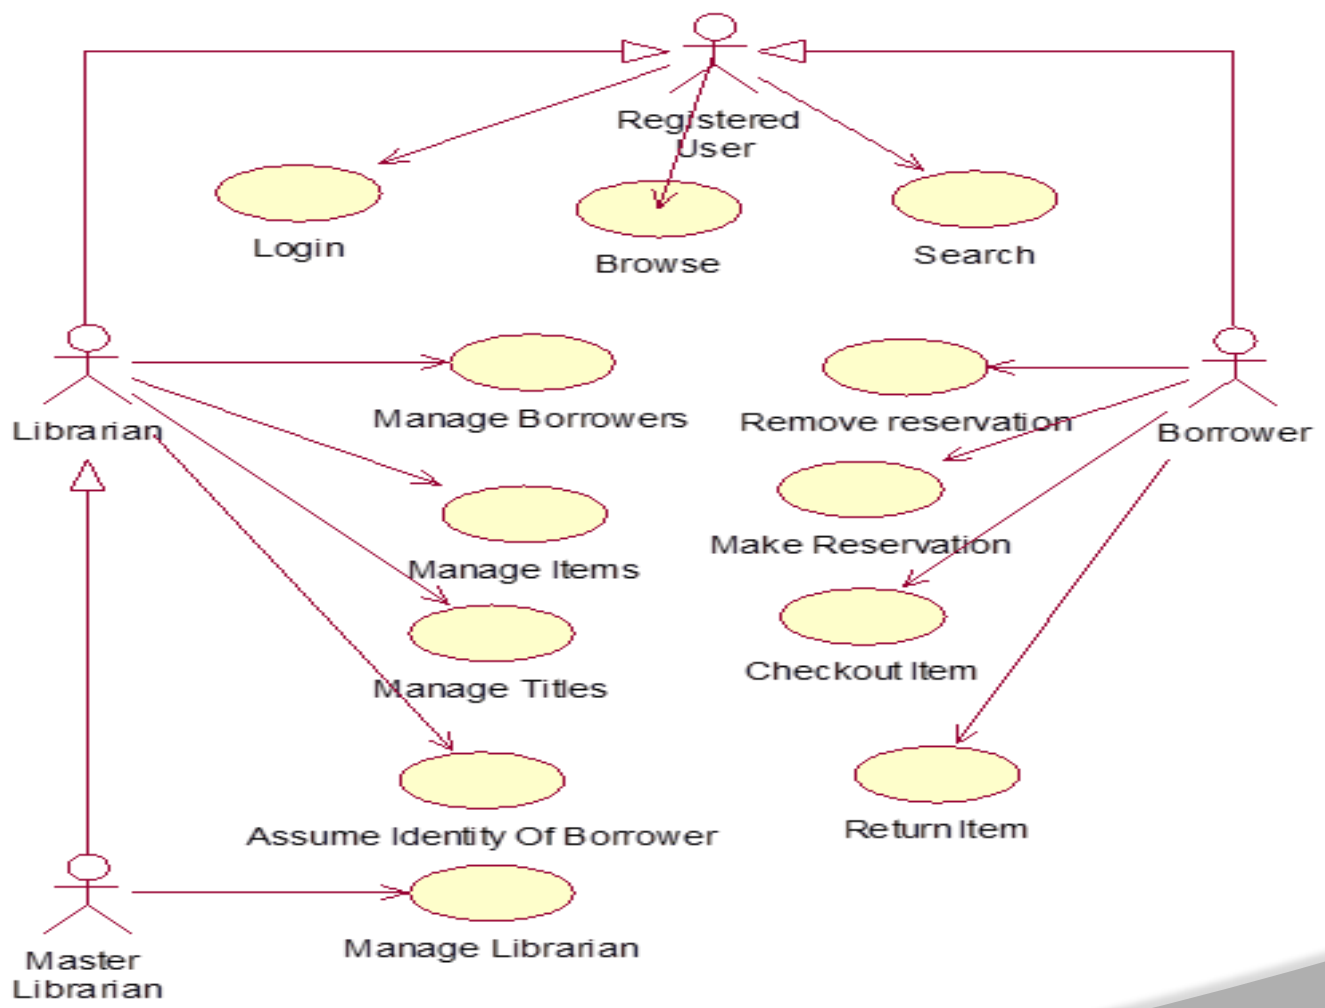 Registered
User
Login
Browse
Search
Librarian
Manage Borrowers
Remove reservation
Borrower
Manage Items
Make Reservation
Manage Titles
Checkout Item
Assume Identity Of Borrower
Return Item
Manage Librarian
Master
Librarian